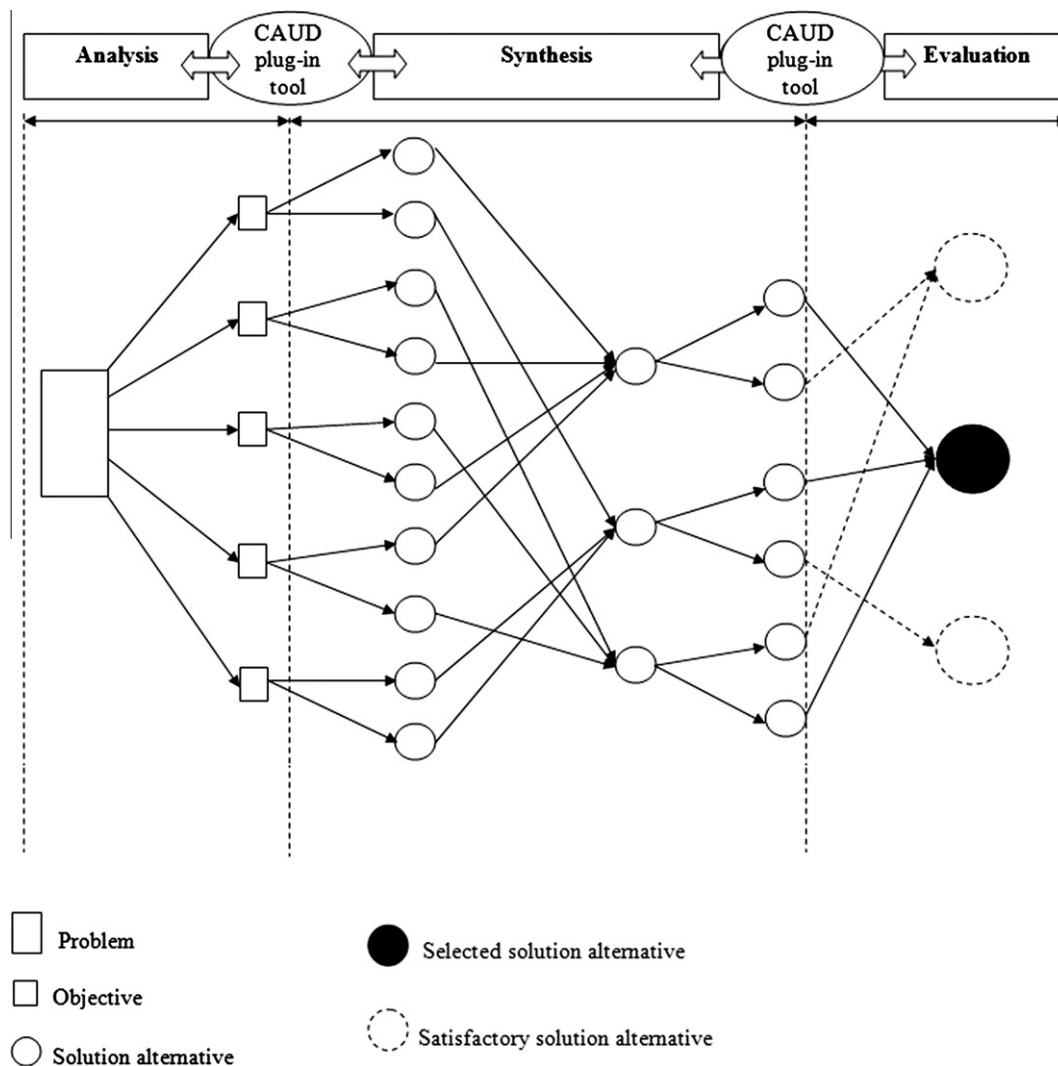 Analysis
CAUD
plug-in
tool
Synthesis
CAUD
plug-in
tool
Evaluation
Problem
Objective
Solution alternative
Selected solution alternative
Satisfactory solution alternative